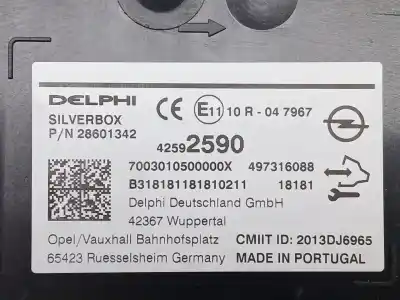 DELPHI CE E11 10 R - 04 7967
SILVERBOX
P/N 28601342
42592590
7003010500000X 497316088
B318181181810211 18181
Delphi Deutschland GmbH
42367 Wuppertal
Opel/Vauxhall Bahnhofsplatz CMIIT ID: 2013DJ6965
65423 Ruesselsheim Germany MADE IN PORTUGAL